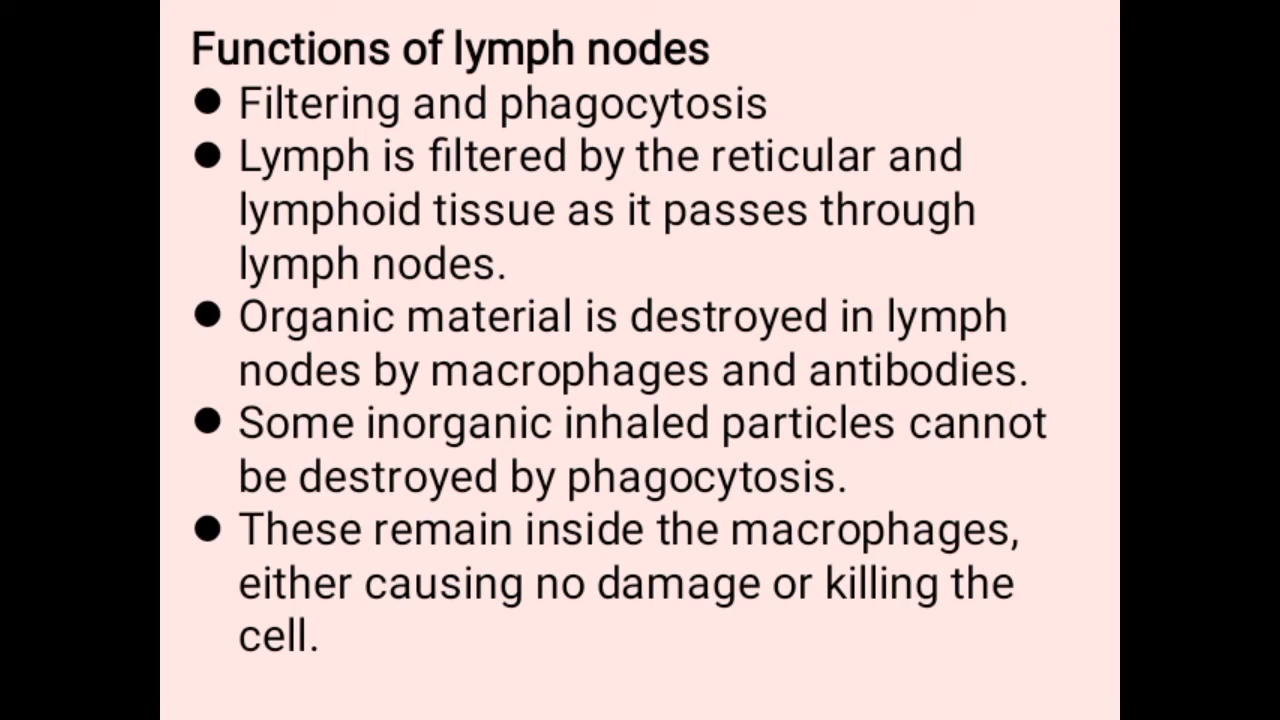 Functions of lymph nodes
● Filtering and phagocytosis
● Lymph is filtered by the reticular and
lymphoid tissue as it passes through
lymph nodes.
● Organic material is destroyed in lymph
nodes by macrophages and antibodies.
● Some inorganic inhaled particles cannot
be destroyed by phagocytosis.
● These remain inside the macrophages,
either causing no damage or killing the
cell.